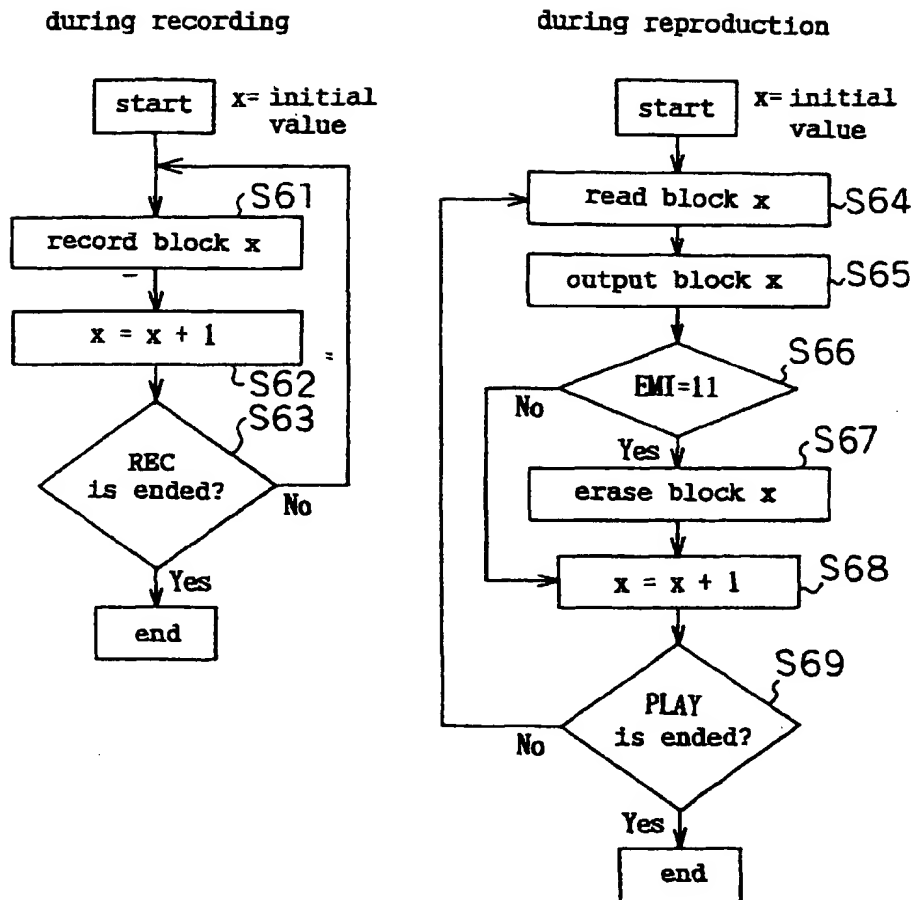 during recording
start
x= initial
value
S61
record block x
x = x + 1
S62
S63
REC
is ended?
No
Yes
end
during reproduction
start
x= initial
value
read block x
S64
output block x
S65
S66
EMI=11
No
Yes
S67
erase block x
S68
x = x + 1
S69
PLAY
is ended?
No
Yes
end